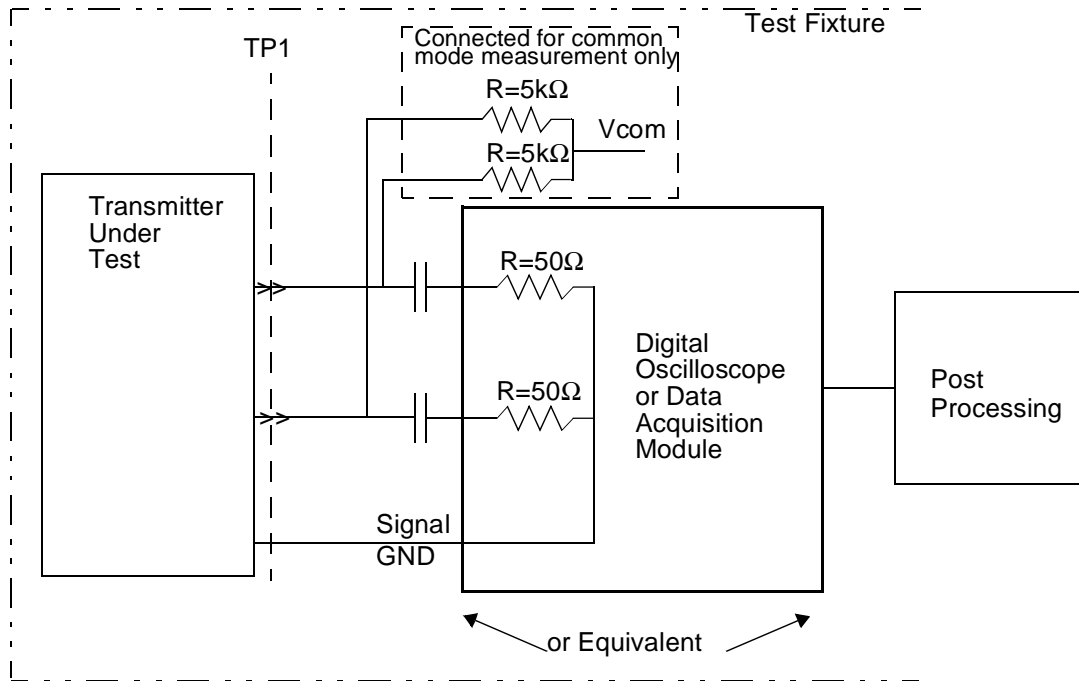 Test Fixture
TP1
Connected for common
mode measurement only
R=5kΩ
Vcom
R=5kΩ
Transmitter
Under
Test
R=50Ω
R=50Ω
Digital
Oscilloscope
or Data
Acquisition
Module
Post
Processing
Signal
GND
or Equivalent